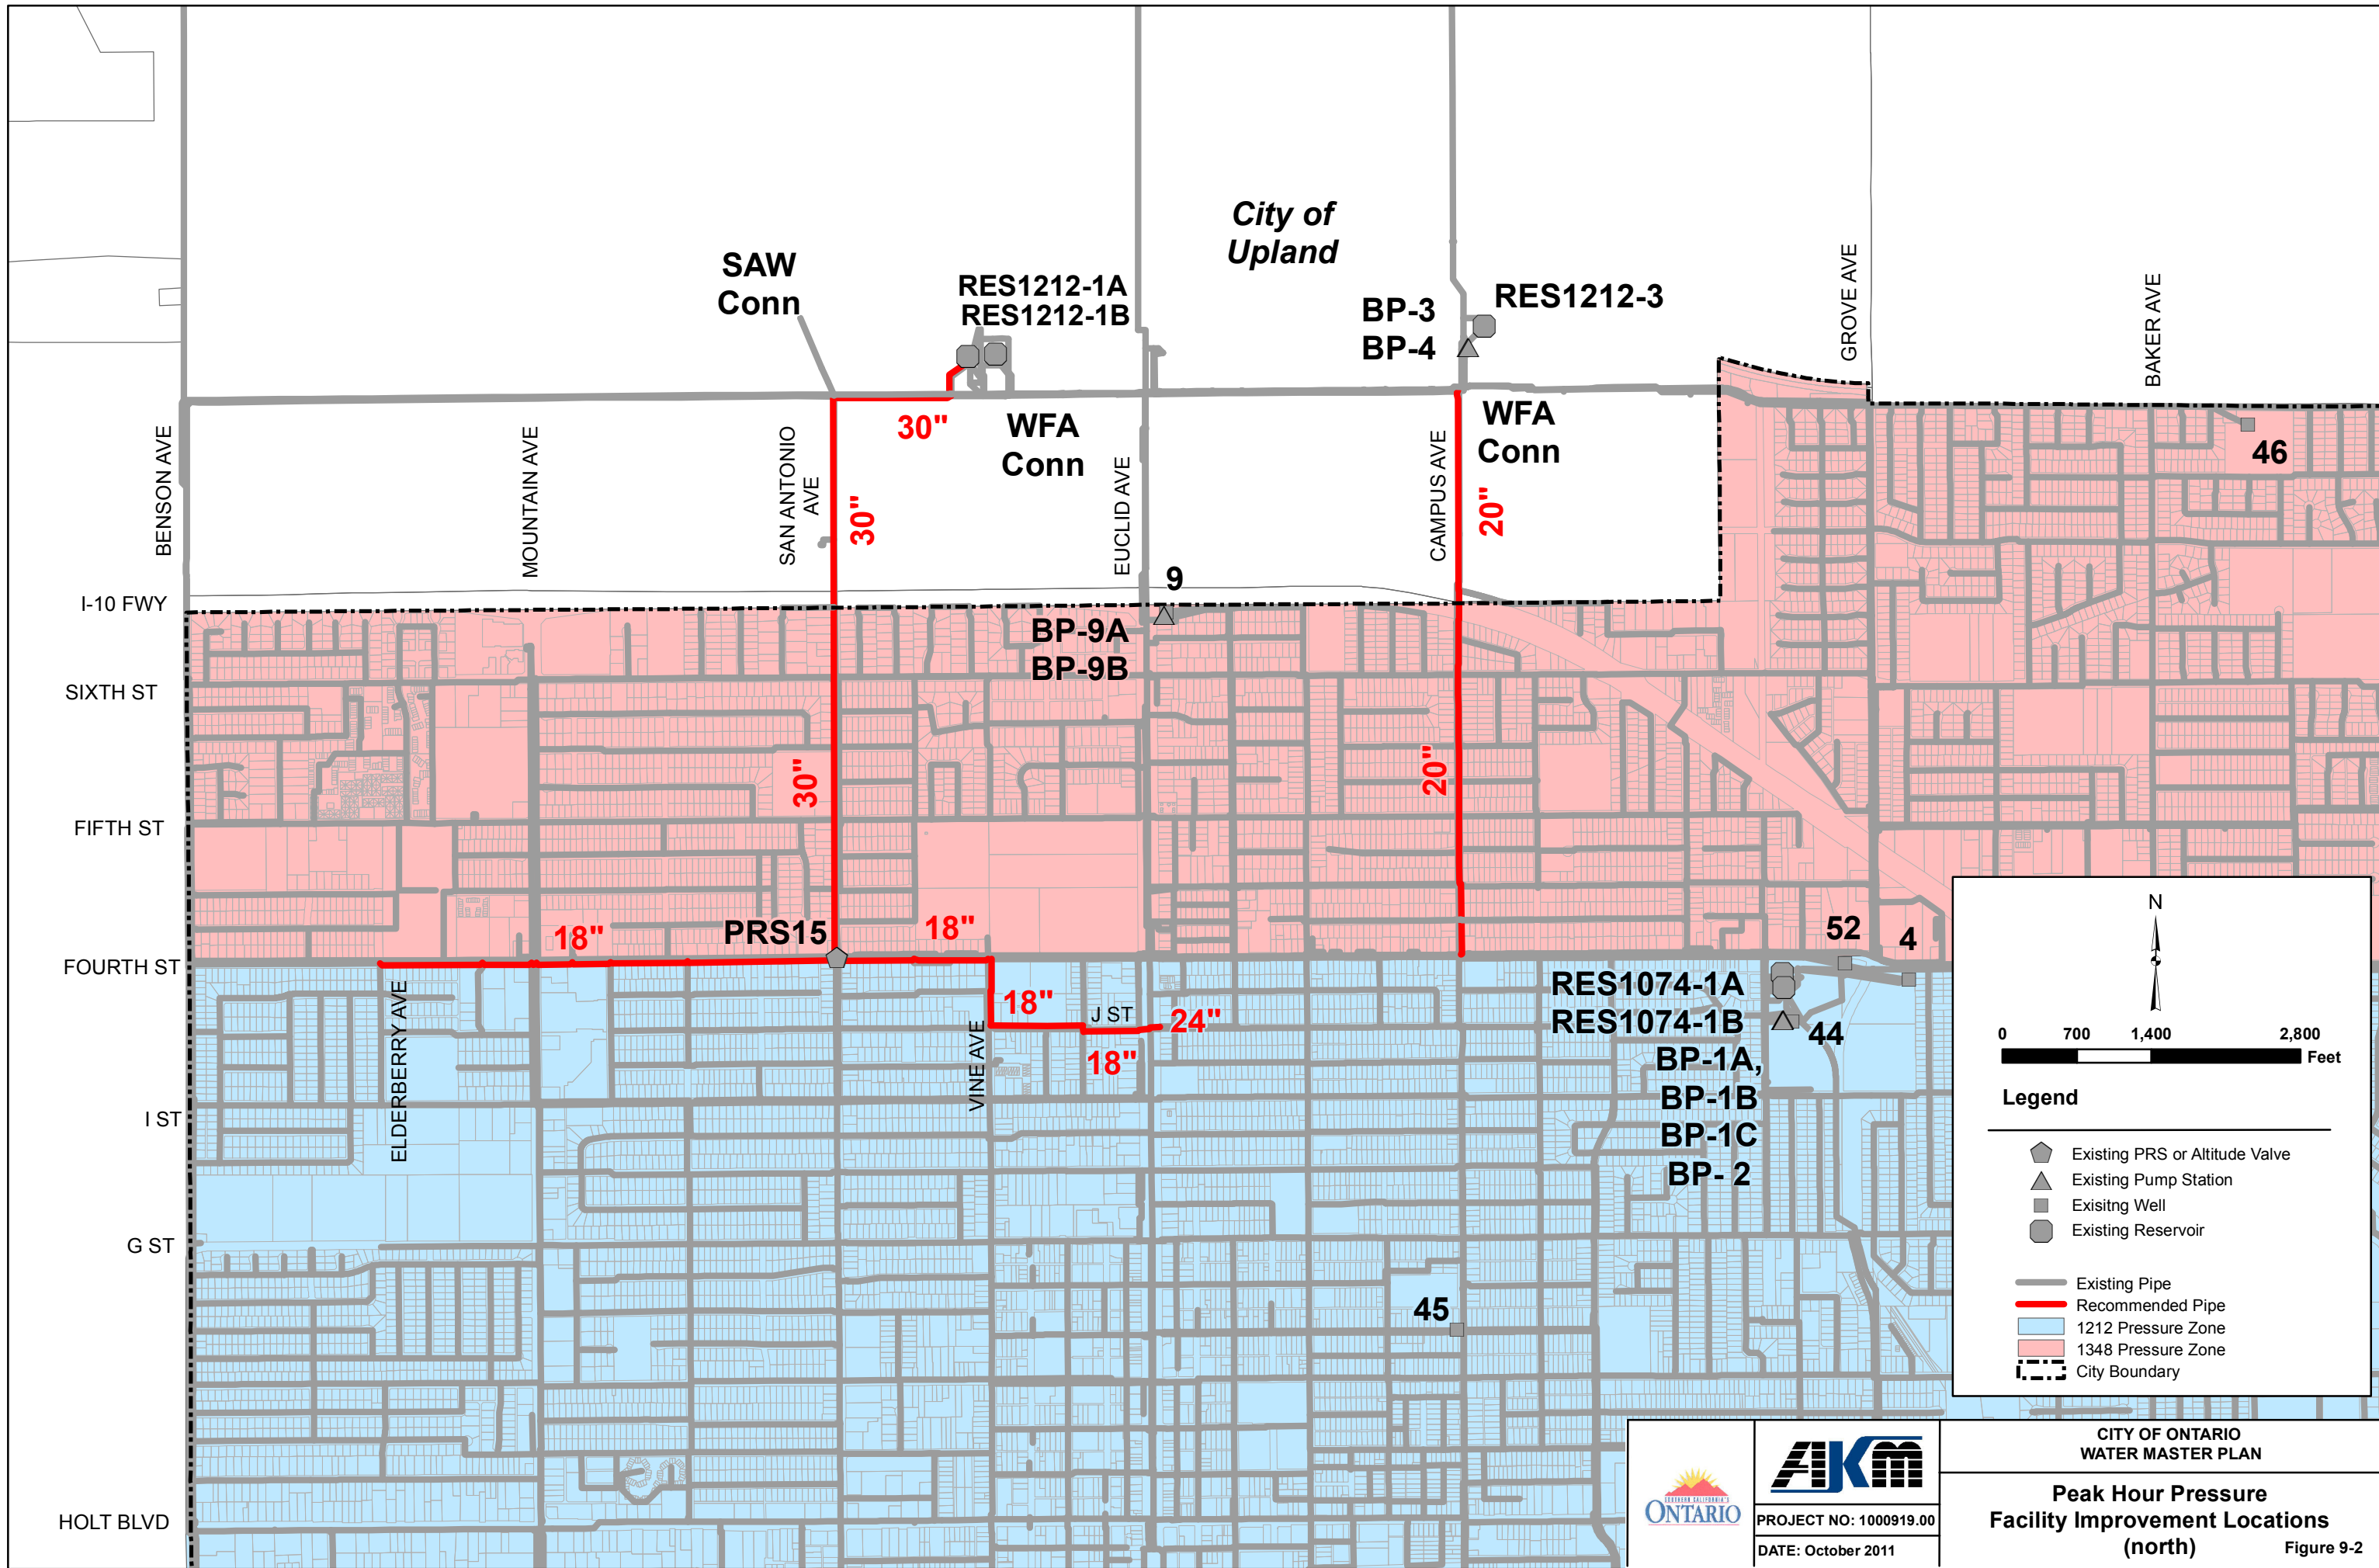 City of
Upland
SAW
Conn
RES1212-1A
RES1212-1B
BP-3
BP-4
RES1212-3
GROVE AVE
BAKER AVE
BENSON AVE
MOUNTAIN AVE
SAN ANTONIO
AVE
30"
30"
WFA
Conn
EUCLID AVE
CAMPUS AVE
WFA
Conn
20"
46
I-10 FWY
9
BP-9A
BP-9B
SIXTH ST
30"
20"
FIFTH ST
PRS15
18"
18"
52
4
FOURTH ST
ELDERBERRY AVE
VINE AVE
18"
J ST
24"
18"
RES1074-1A
RES1074-1B
44
BP-1A,
BP-1B
BP-1C
BP- 2
I ST
G ST
45
HOLT BLVD
N
0 700 1,400 2,800
Feet
Legend
Existing PRS or Altitude Valve
Existing Pump Station
Exisitng Well
Existing Reservoir
Existing Pipe
Recommended Pipe
1212 Pressure Zone
1348 Pressure Zone
City Boundary
SOUTHERN CALIFORNIA'S
ONTARIO
AKM
PROJECT NO: 1000919.00
DATE: October 2011
CITY OF ONTARIO
WATER MASTER PLAN
Peak Hour Pressure
Facility Improvement Locations
(north)
Figure 9-2